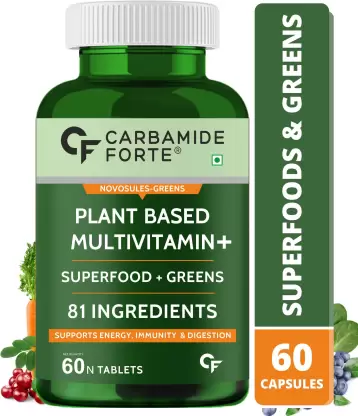 CF CARBAMIDE
FORTE®
NOVOSULES-GREENS
PLANT BASED
MULTIVITAMIN+
SUPERFOOD + GREENS
81 INGREDIENTS
SUPPORTS ENERGY, IMMUNITY & DIGESTION
60N TABLETS
CF
SUPERFOODS & GREENS
60
CAPSULES